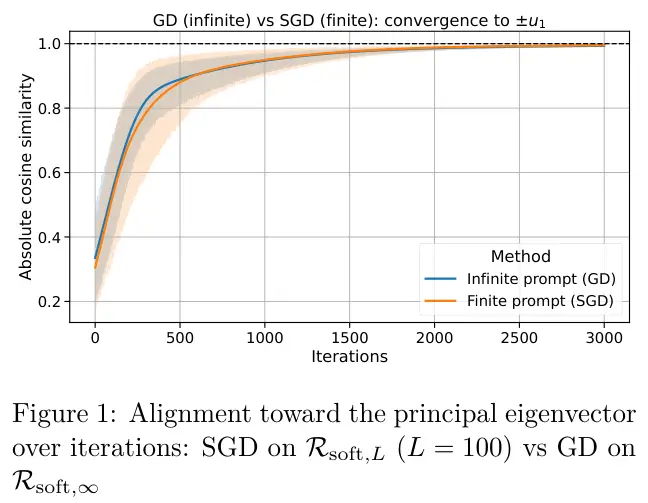 GD (infinite) vs SGD (finite): convergence to ±u₁
Absolute cosine similarity
1.0
0.8
0.6
0.4
0.2
Method
Infinite prompt (GD)
Finite prompt (SGD)
0 500 1000 1500 2000 2500 3000
Iterations
Figure 1: Alignment toward the principal eigenvector
over iterations: SGD on ℛsoft,L (L = 100) vs GD on
ℛsoft,∞